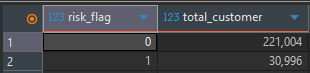 123 risk_flag 123 total_customer
1 0 221,004
2 1 30,996